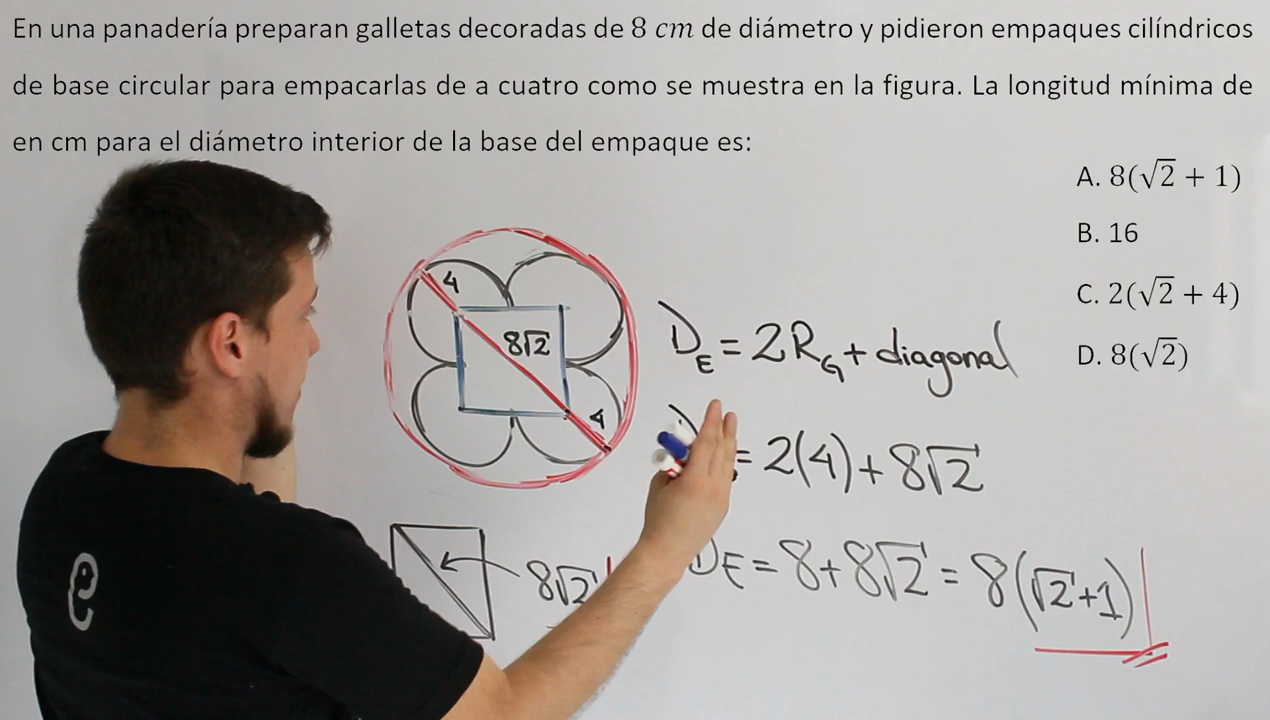 En una panadería preparan galletas decoradas de 8 cm de diámetro y pidieron empaques cilíndricos
de base circular para empacarlas de a cuatro como se muestra en la figura. La longitud mínima de
en cm para el diámetro interior de la base del empaque es:
A. 8(√2 + 1)
B. 16
C. 2(√2 + 4)
D. 8(√2)
4
8√2
4
D_E = 2R_G + diagonal
= 2(4) + 8√2
8√2
DE = 8 + 8√2 = 8(√2+1)
e